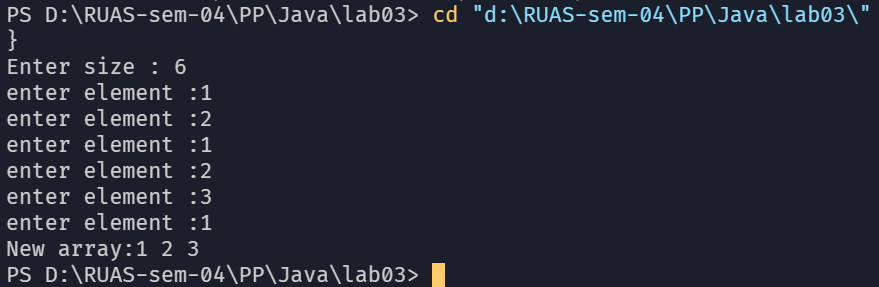 PS D:\RUAS-sem-04\PP\Java\lab03> cd "d:\RUAS-sem-04\PP\Java\lab03\"
}
Enter size : 6
enter element :1
enter element :2
enter element :1
enter element :2
enter element :3
enter element :1
New array:1 2 3
PS D:\RUAS-sem-04\PP\Java\lab03>